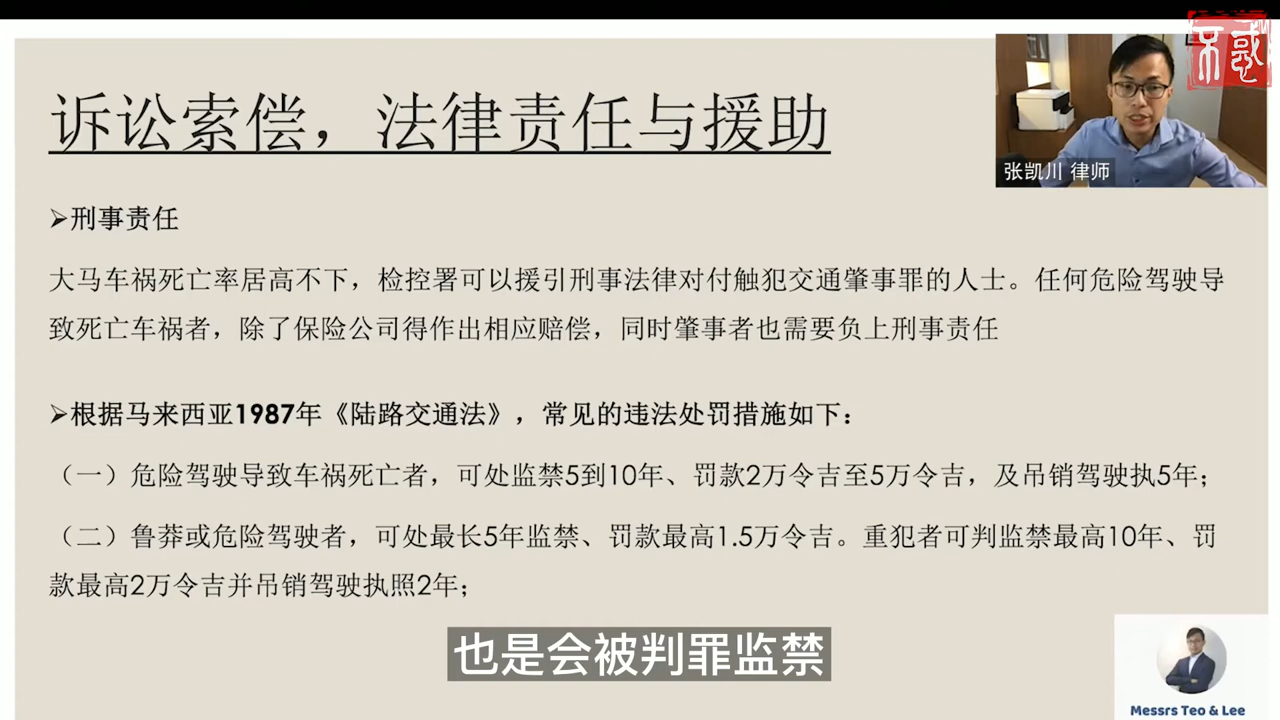 不惑
诉讼索偿，法律责任与援助
张凯川 律师
➢刑事责任
大马车祸死亡率居高不下，检控署可以援引刑事法律对付触犯交通肇事罪的人士。任何危险驾驶导
致死亡车祸者，除了保险公司得作出相应赔偿，同时肇事者也需要负上刑事责任
➢根据马来西亚1987年《陆路交通法》，常见的违法处罚措施如下：
（一）危险驾驶导致车祸死亡者，可处监禁5到10年、罚款2万令吉至5万令吉，及吊销驾驶执5年；
（二）鲁莽或危险驾驶者，可处最长5年监禁、罚款最高1.5万令吉。重犯者可判监禁最高10年、罚
款最高2万令吉并吊销驾驶执照2年；
也是会被判罪监禁
Messrs Teo & Lee